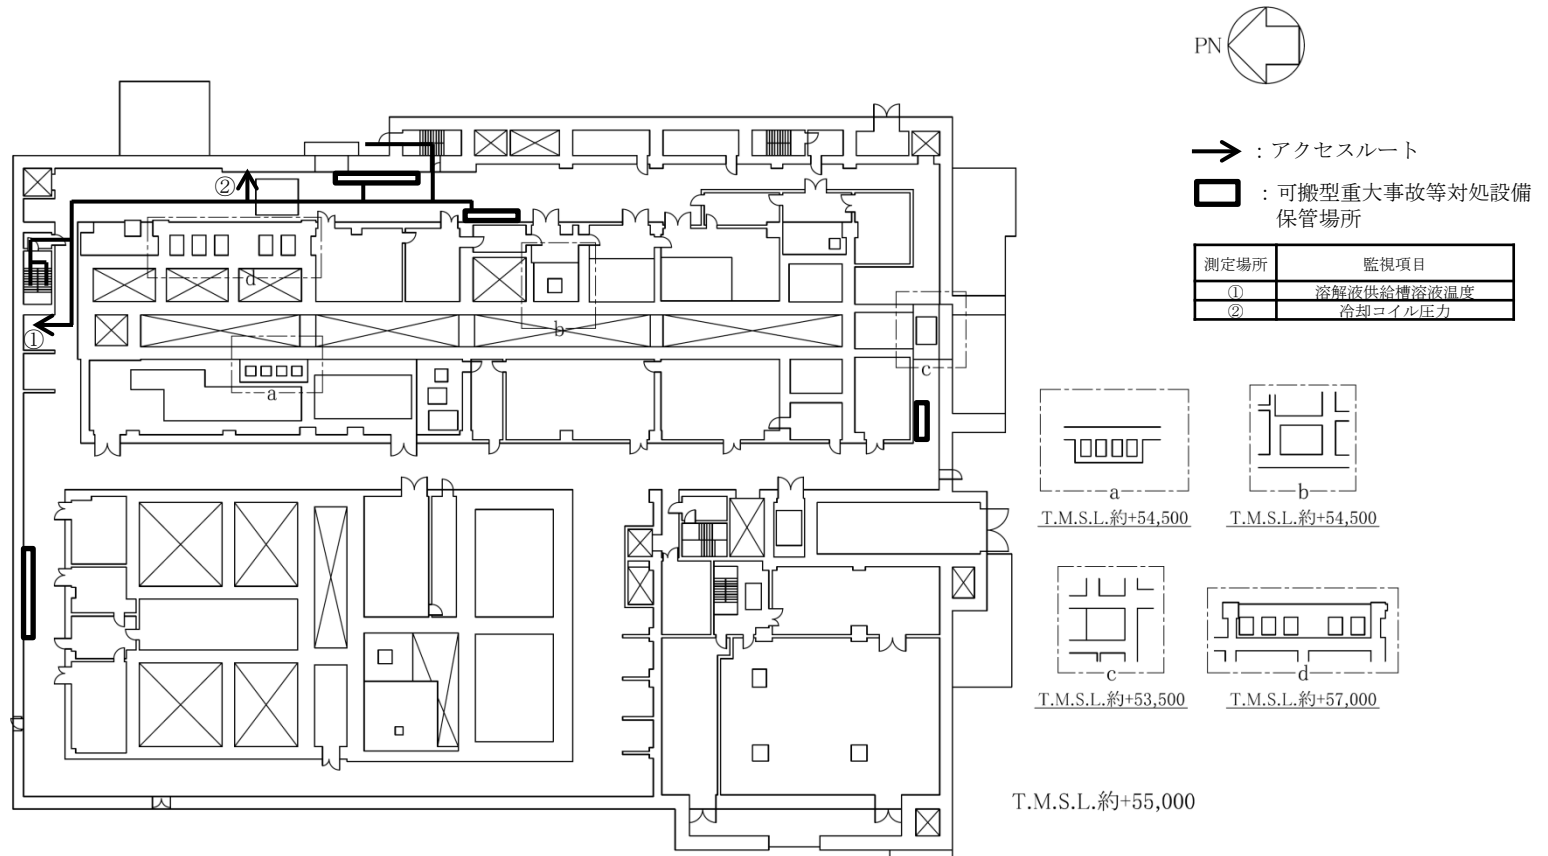 PN
：アクセスルート
：可搬型重大事故等対処設備
保管場所
測定場所 監視項目
① 溶解液供給槽溶液温度
② 冷却コイル圧力
②
①
d
b
a
c
a
T.M.S.L.約+54,500
b
T.M.S.L.約+54,500
c
T.M.S.L.約+53,500
d
T.M.S.L.約+57,000
T.M.S.L.約+55,000